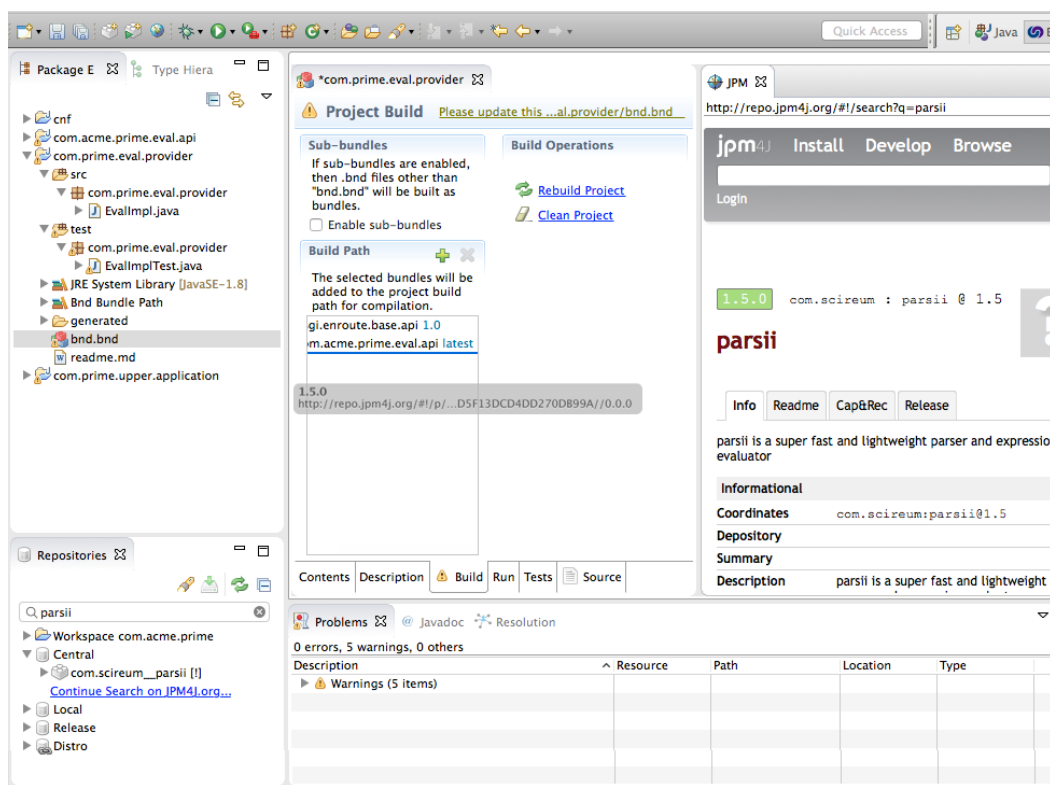 Quick Access
Java
Package E
Type Hiera
cnf
com.acme.prime.eval.api
com.prime.eval.provider
src
com.prime.eval.provider
EvalImpl.java
test
com.prime.eval.provider
EvalImplTest.java
JRE System Library [JavaSE-1.8]
Bnd Bundle Path
generated
bnd.bnd
readme.md
com.prime.upper.application
Repositories
parsii
Workspace com.acme.prime
Central
com.scireum__parsii [!]
Continue Search on JPM4J.org...
Local
Release
Distro
*com.prime.eval.provider
Project Build Please update this ...al.provider/bnd.bnd
Sub-bundles
If sub-bundles are enabled,
then .bnd files other than
"bnd.bnd" will be built as
bundles.
Enable sub-bundles
Build Operations
Rebuild Project
Clean Project
Build Path
The selected bundles will be
added to the project build
path for compilation.
gi.enroute.base.api 1.0
m.acme.prime.eval.api latest
1.5.0
http://repo.jpm4j.org/#!/p/...D5F13DCD4DD270DB99A//0.0.0
Contents Description Build Run Tests Source
JPM
http://repo.jpm4j.org/#!/search?q=parsii
jpm4J Install Develop Browse
Login
1.5.0 com.scireum : parsii @ 1.5
parsii
Info Readme Cap&Rec Release
parsii is a super fast and lightweight parser and expressio
evaluator
Informational
Coordinates com.scireum:parsii@1.5
Depository
Summary
Description parsii is a super fast and lightweight
Problems Javadoc Resolution
0 errors, 5 warnings, 0 others
Description Resource Path Location Type
Warnings (5 items)